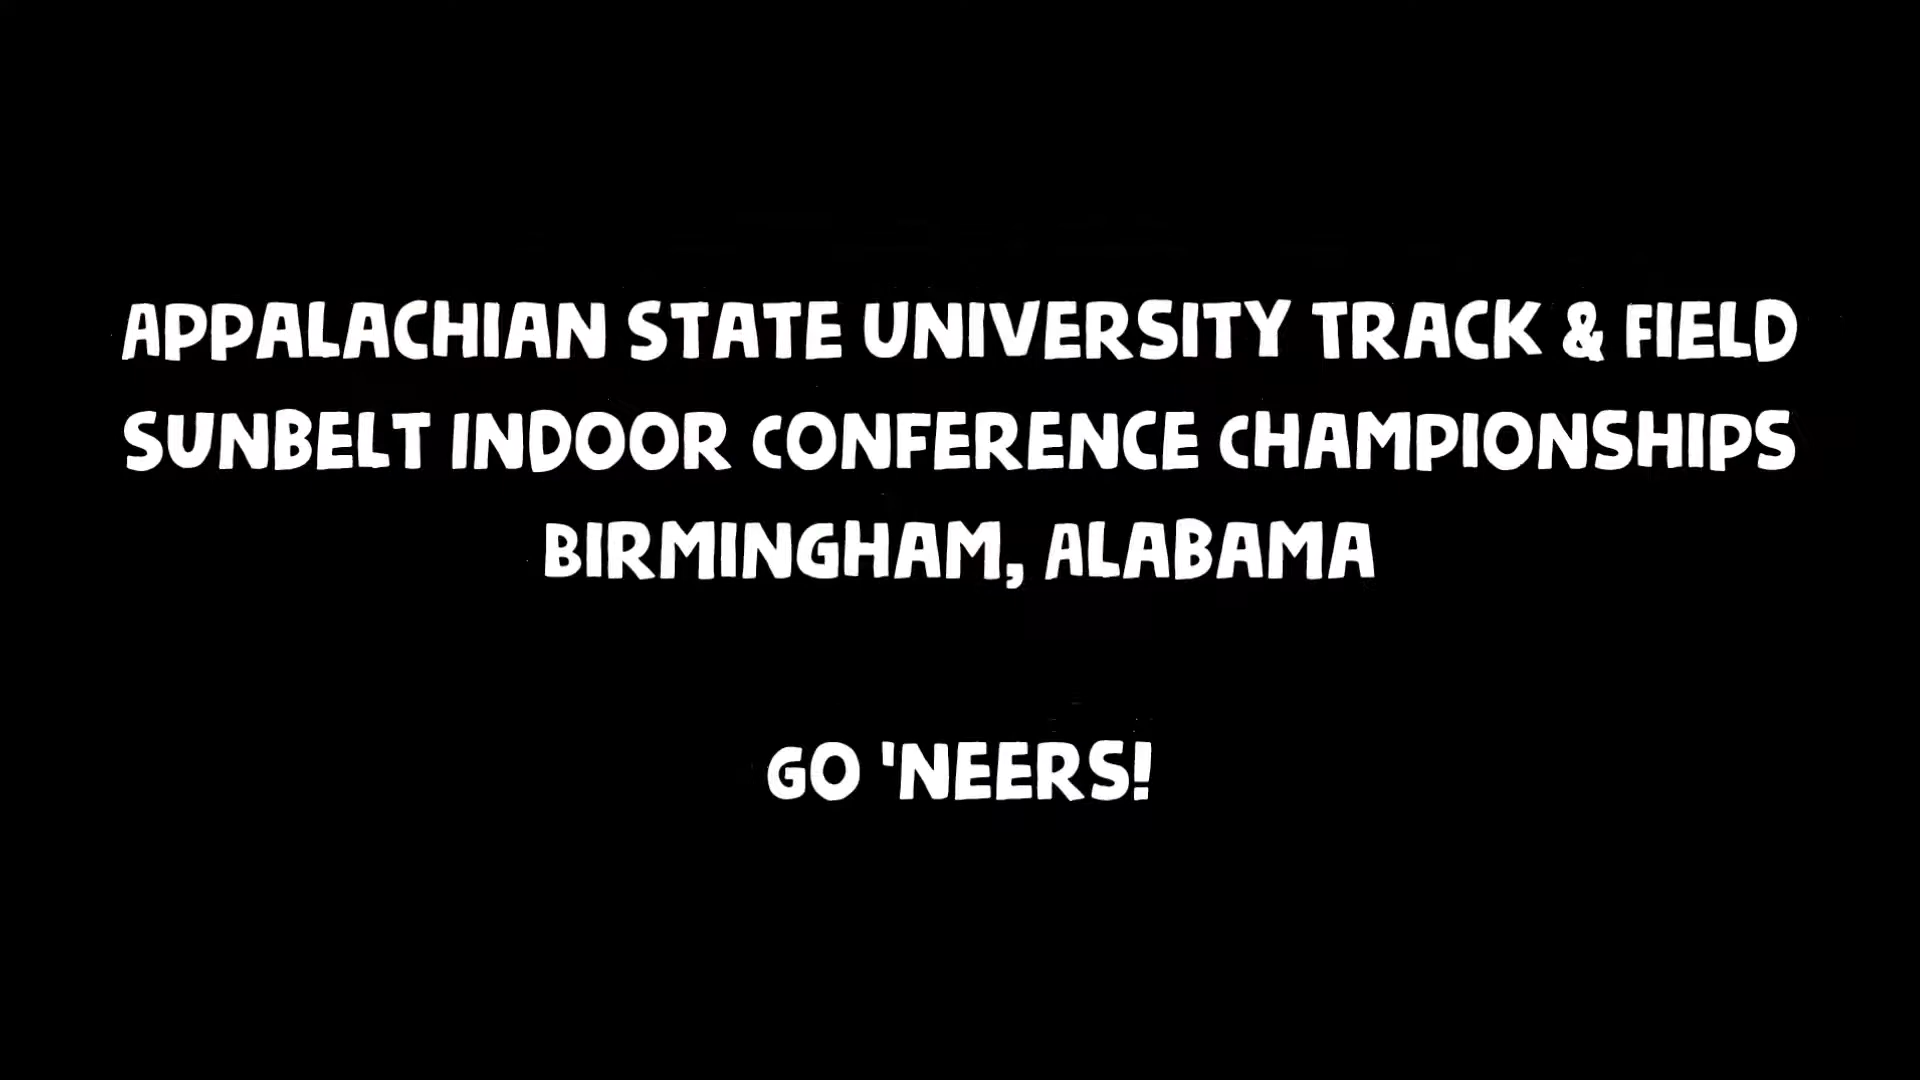 APPALACHIAN STATE UNIVERSITY TRACK & FIELD
SUNBELT INDOOR CONFERENCE CHAMPIONSHIPS
BIRMINGHAM, ALABAMA
GO 'NEERS!